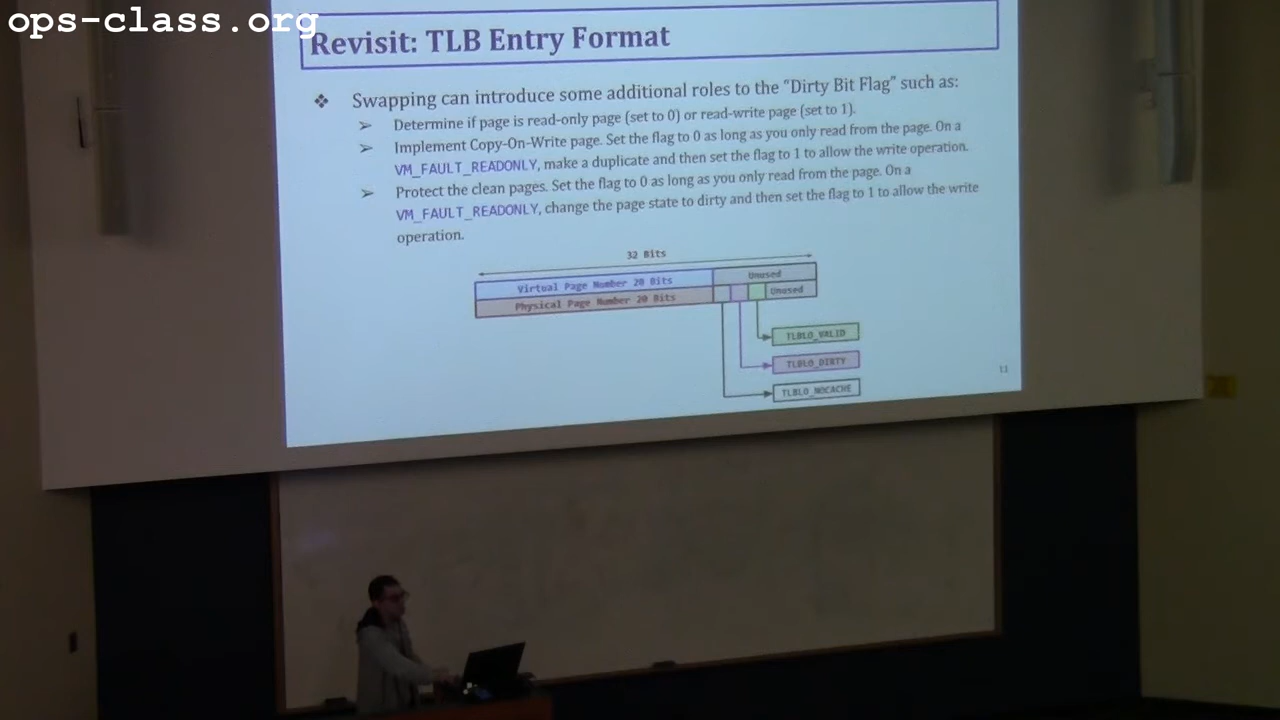 ops-class.org
Revisit: TLB Entry Format
❖ Swapping can introduce some additional roles to the “Dirty Bit Flag” such as:
➢ Determine if page is read-only page (set to 0) or read-write page (set to 1).
➢ Implement Copy-On-Write page. Set the flag to 0 as long as you only read from the page. On a
VM_FAULT_READONLY, make a duplicate and then set the flag to 1 to allow the write operation.
➢ Protect the clean pages. Set the flag to 0 as long as you only read from the page. On a
VM_FAULT_READONLY, change the page state to dirty and then set the flag to 1 to allow the write
operation.
32 Bits
Virtual Page Number 20 Bits
Unused
Physical Page Number 20 Bits
Unused
TLBLO_VALID
TLBLO_DIRTY
TLBLO_NOCACHE
11